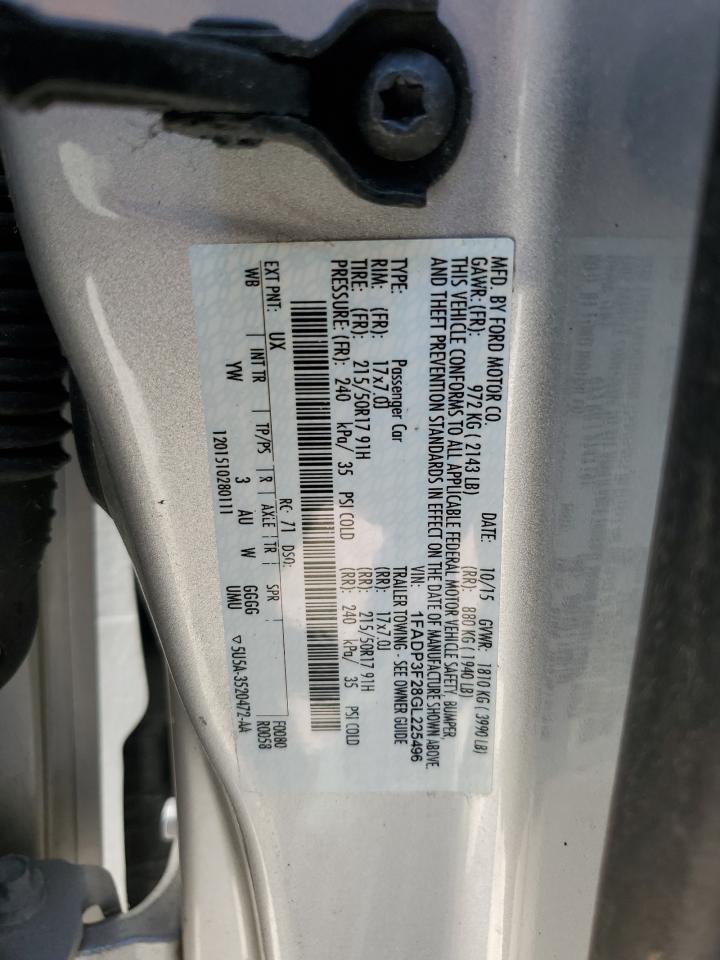 MFD. BY FORD MOTOR CO. DATE: 10/15 GVWR: 1810 KG ( 3990 LB)
GAWR: (FR): 972 KG ( 2143 LB) (RR): 880 KG ( 1940 LB)
THIS VEHICLE CONFORMS TO ALL APPLICABLE FEDERAL MOTOR VEHICLE SAFETY, BUMPER,
AND THEFT PREVENTION STANDARDS IN EFFECT ON THE DATE OF MANUFACTURE SHOWN ABOVE.
VIN: 1FADP3F28GL225496
TYPE: Passenger Car TRAILER TOWING - SEE OWNER GUIDE
RIM: (FR): 17x7.0J (RR): 17x7.0J
TIRE: (FR): 215/50R17 91H (RR): 215/50R17 91H
PRESSURE: (FR): 240 kPa/ 35 PSI COLD (RR): 240 kPa/ 35 PSI COLD
EXT PNT: UX RC: 71 DSO: F0080
WB INT TR TP/PS R AXLE TR SPR R0058
YW 3 AU W GGGG
1201510280111 UMU ▽5U5A-3520472-AA